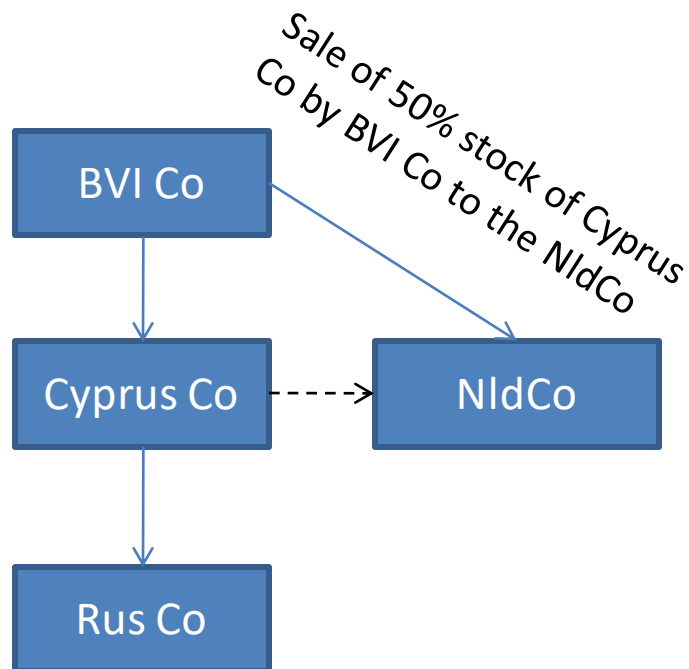 Sale of 50% stock of Cyprus
Co by BVI Co to the NldCo
BVI Co
Cyprus Co
NldCo
Rus Co